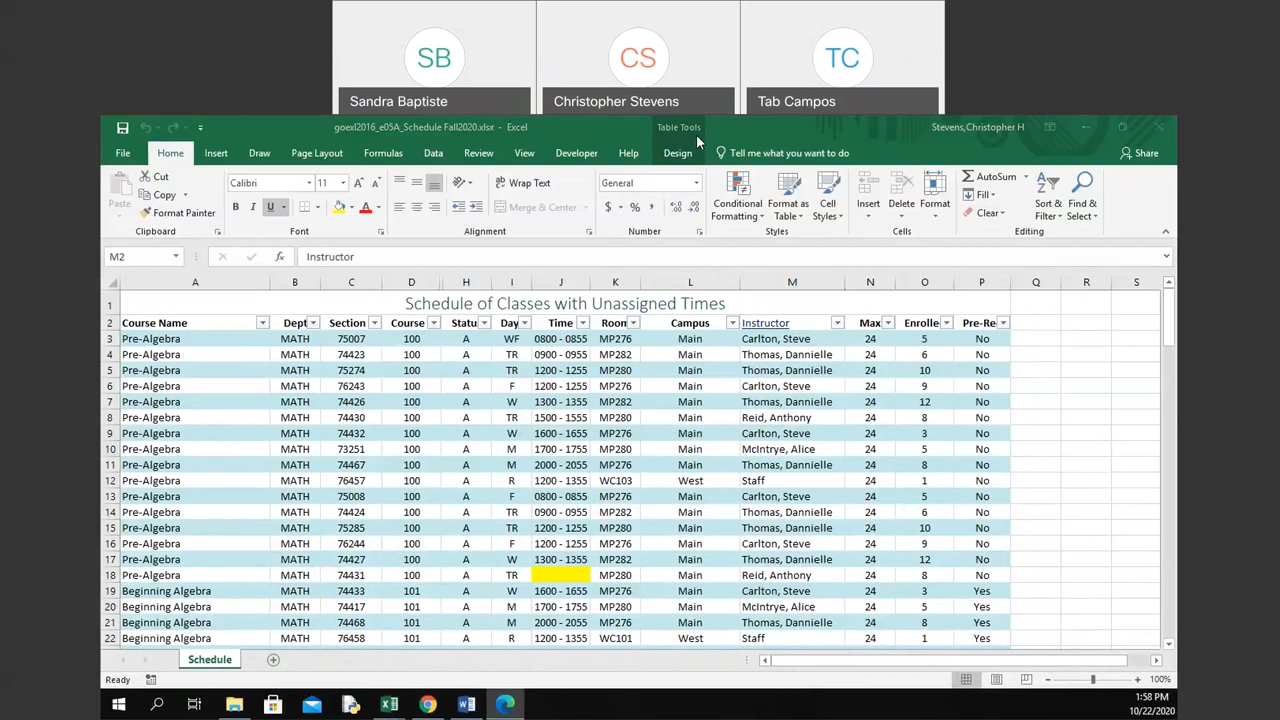 SB CS TC
Sandra Baptiste Christopher Stevens Tab Campos
goexl2016_e05A_Schedule Fall2020.xlsx - Excel Table Tools Stevens,Christopher H
File Home Insert Draw Page Layout Formulas Data Review View Developer Help Design Tell me what you want to do Share
Cut Calibri 11 Wrap Text General AutoSum
Copy Fill
Paste Format Painter B I U Merge & Center $ % Conditional Formatting Format as Table Cell Styles Insert Delete Format Clear Sort & Filter Find & Select
Clipboard Font Alignment Number Styles Cells Editing
M2 fx Instructor
A B C D H I J K L M N O P Q R S
1 Schedule of Classes with Unassigned Times
2 Course Name Dept Section Course Statu Day Time Room Campus Instructor Max Enrolle Pre-Re
3 Pre-Algebra MATH 75007 100 A WF 0800 - 0855 MP276 Main Carlton, Steve 24 5 No
4 Pre-Algebra MATH 74423 100 A TR 0900 - 0955 MP282 Main Thomas, Dannielle 24 6 No
5 Pre-Algebra MATH 75274 100 A TR 1200 - 1255 MP280 Main Thomas, Dannielle 24 10 No
6 Pre-Algebra MATH 76243 100 A F 1200 - 1255 MP276 Main Carlton, Steve 24 9 No
7 Pre-Algebra MATH 74426 100 A W 1300 - 1355 MP282 Main Thomas, Dannielle 24 12 No
8 Pre-Algebra MATH 74430 100 A TR 1500 - 1555 MP280 Main Reid, Anthony 24 8 No
9 Pre-Algebra MATH 74432 100 A W 1600 - 1655 MP276 Main Carlton, Steve 24 3 No
10 Pre-Algebra MATH 73251 100 A M 1700 - 1755 MP280 Main McIntrye, Alice 24 5 No
11 Pre-Algebra MATH 74467 100 A M 2000 - 2055 MP276 Main Thomas, Dannielle 24 8 No
12 Pre-Algebra MATH 76457 100 A R 1200 - 1355 WC103 West Staff 24 1 No
13 Pre-Algebra MATH 75008 100 A F 0800 - 0855 MP276 Main Carlton, Steve 24 5 No
14 Pre-Algebra MATH 74424 100 A TR 0900 - 0955 MP282 Main Thomas, Dannielle 24 6 No
15 Pre-Algebra MATH 75285 100 A TR 1200 - 1255 MP280 Main Thomas, Dannielle 24 10 No
16 Pre-Algebra MATH 76244 100 A F 1200 - 1255 MP276 Main Carlton, Steve 24 9 No
17 Pre-Algebra MATH 74427 100 A W 1300 - 1355 MP282 Main Thomas, Dannielle 24 12 No
18 Pre-Algebra MATH 74431 100 A TR MP280 Main Reid, Anthony 24 8 No
19 Beginning Algebra MATH 74433 101 A W 1600 - 1655 MP276 Main Carlton, Steve 24 3 Yes
20 Beginning Algebra MATH 74417 101 A M 1700 - 1755 MP280 Main McIntrye, Alice 24 5 Yes
21 Beginning Algebra MATH 74468 101 A M 2000 - 2055 MP276 Main Thomas, Dannielle 24 8 Yes
22 Beginning Algebra MATH 76458 101 A R 1200 - 1355 WC101 West Staff 24 1 Yes
Schedule
Ready 100%
1:58 PM
10/22/2020